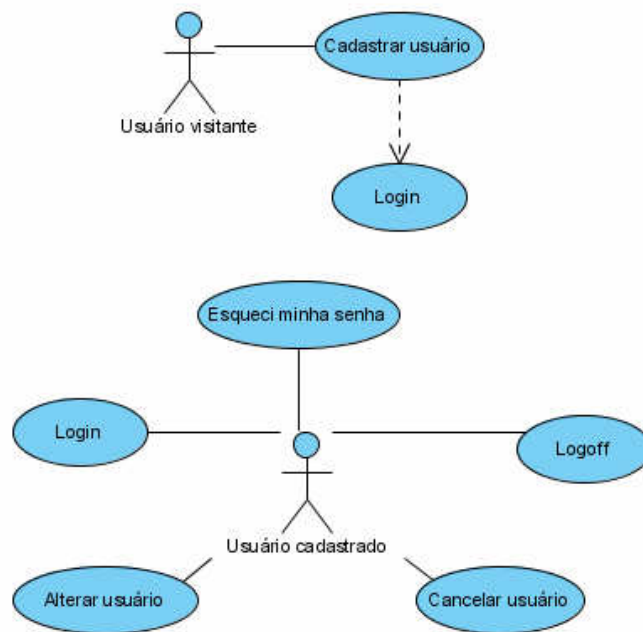 Cadastrar usuário
Usuário visitante
Login
Esqueci minha senha
Login
Logoff
Usuário cadastrado
Alterar usuário
Cancelar usuário